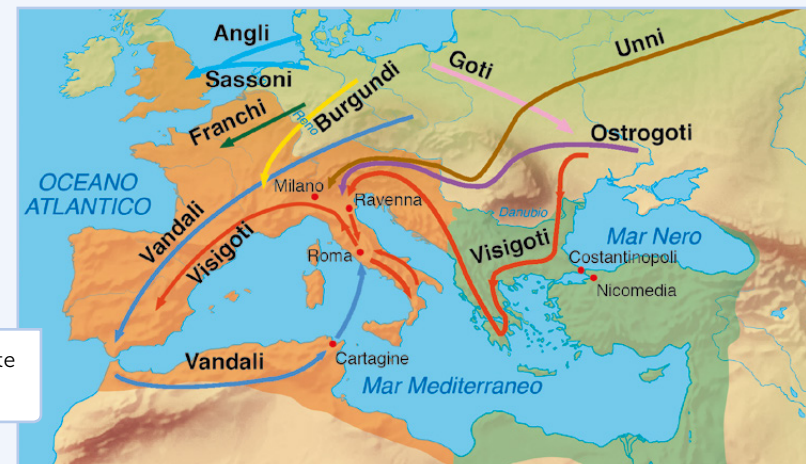 Angli
Sassoni
Franchi
Reno
Burgundi
Goti
Unni
Ostrogoti
OCEANO
ATLANTICO
Milano
Ravenna
Danubio
Vandali
Visigoti
Roma
Visigoti
Mar Nero
Costantinopoli
Nicomedia
te
Vandali
Cartagine
Mar Mediterraneo